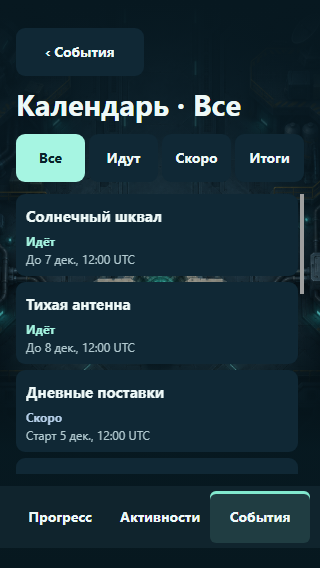 ‹ События
Календарь · Все
Все
Идут
Скоро
Итоги
Солнечный шквал
Идёт
До 7 дек., 12:00 UTC
Тихая антенна
Идёт
До 8 дек., 12:00 UTC
Дневные поставки
Скоро
Старт 5 дек., 12:00 UTC
Прогресс
Активности
События